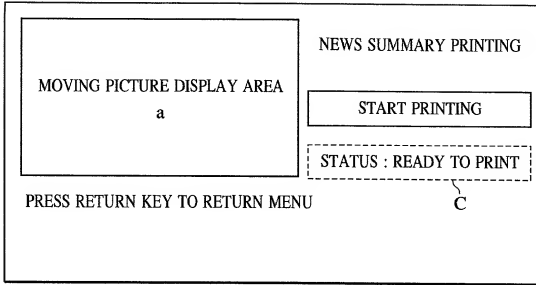 NEWS SUMMARY PRINTING
MOVING PICTURE DISPLAY AREA
a
START PRINTING
STATUS : READY TO PRINT
PRESS RETURN KEY TO RETURN MENU
C